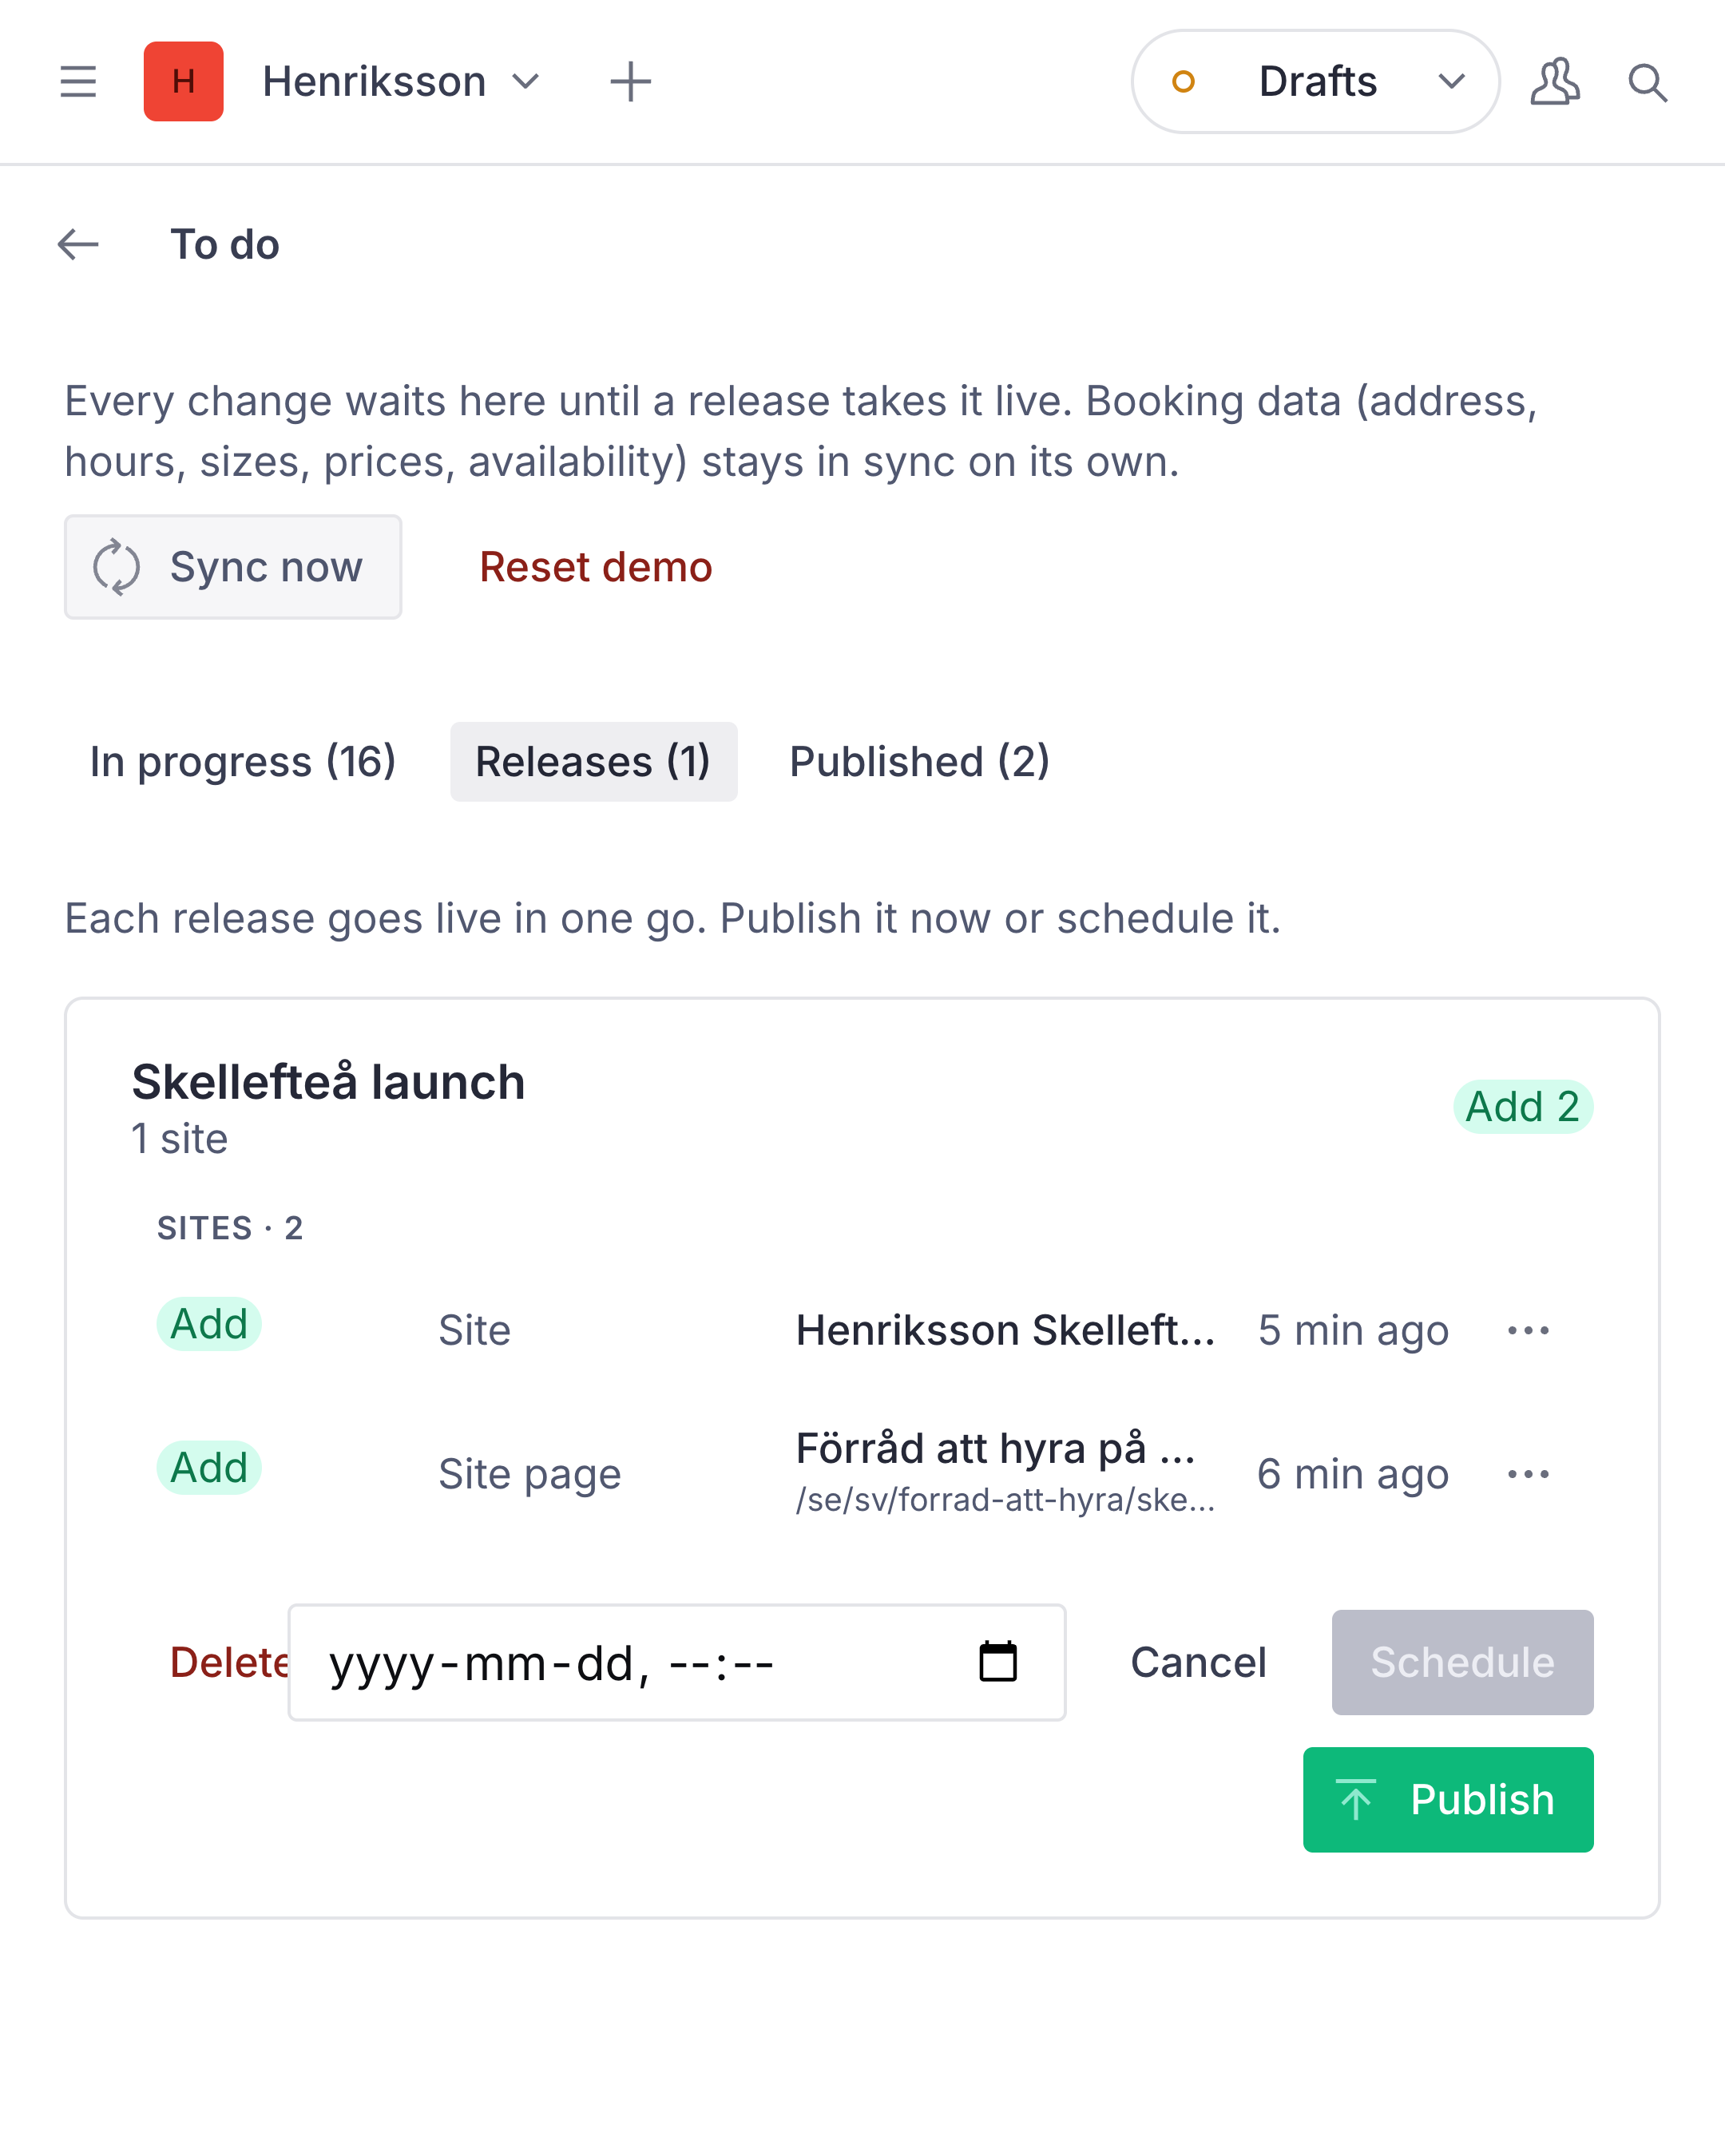 H Henriksson Drafts
To do
Every change waits here until a release takes it live. Booking data (address,
hours, sizes, prices, availability) stays in sync on its own.
Sync now Reset demo
In progress (16) Releases (1) Published (2)
Each release goes live in one go. Publish it now or schedule it.
Skellefteå launch
Add 2
1 site
SITES · 2
Add Site Henriksson Skelleft... 5 min ago
Add Site page Förråd att hyra på ... 6 min ago
/se/sv/forrad-att-hyra/ske...
Delete yyyy-mm-dd, --:-- Cancel Schedule
Publish